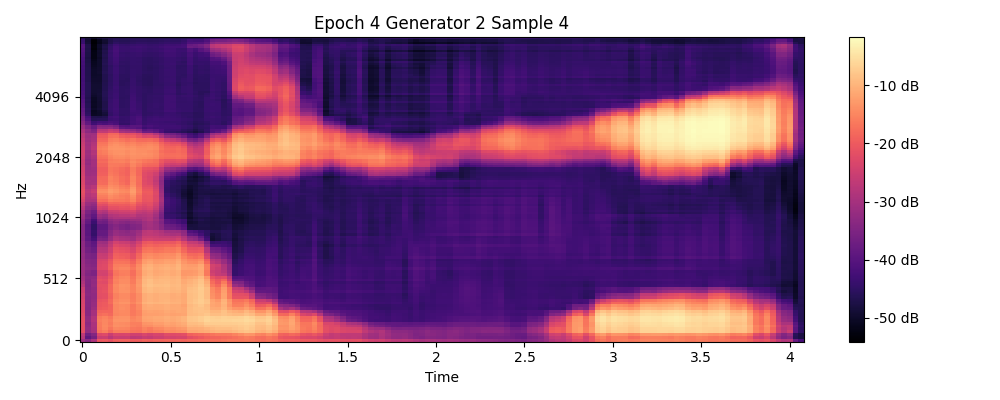 Epoch 4 Generator 2 Sample 4
Hz
4096
2048
1024
512
0
0 0.5 1 1.5 2 2.5 3 3.5 4
Time
-10 dB
-20 dB
-30 dB
-40 dB
-50 dB